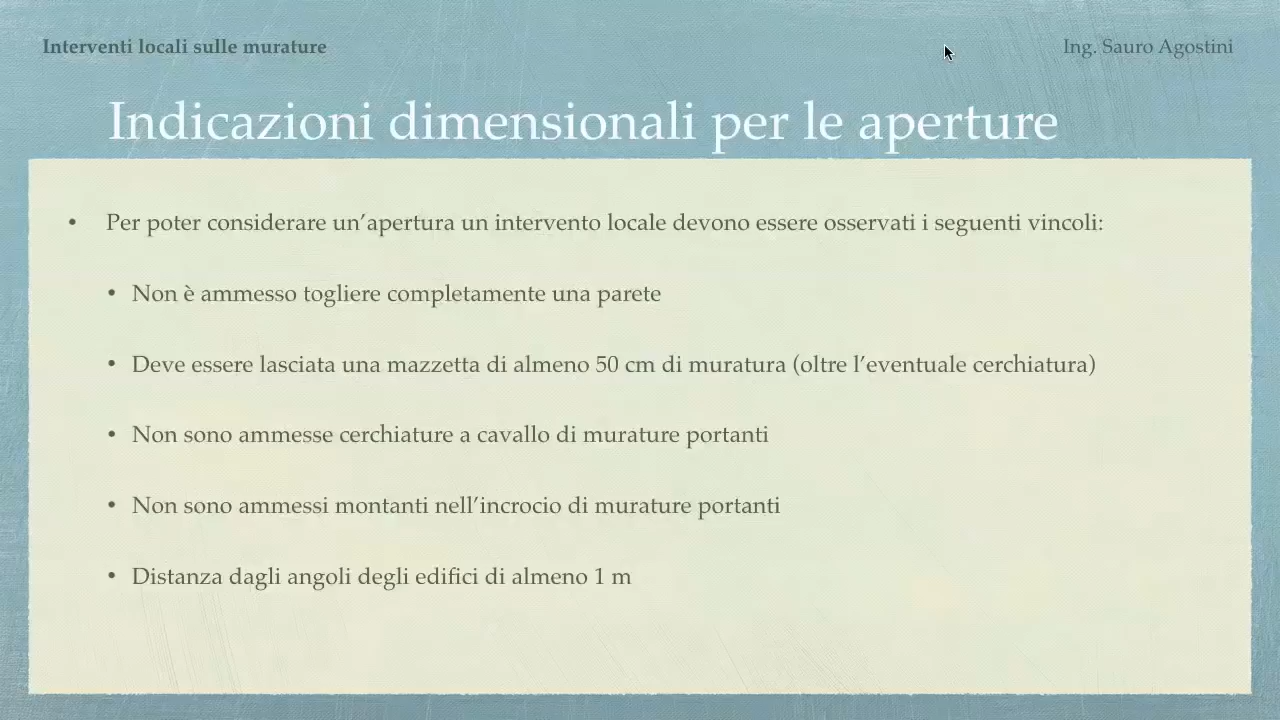 Interventi locali sulle murature
Ing. Sauro Agostini
Indicazioni dimensionali per le aperture
• Per poter considerare un’apertura un intervento locale devono essere osservati i seguenti vincoli:
• Non è ammesso togliere completamente una parete
• Deve essere lasciata una mazzetta di almeno 50 cm di muratura (oltre l’eventuale cerchiatura)
• Non sono ammesse cerchiature a cavallo di murature portanti
• Non sono ammessi montanti nell’incrocio di murature portanti
• Distanza dagli angoli degli edifici di almeno 1 m